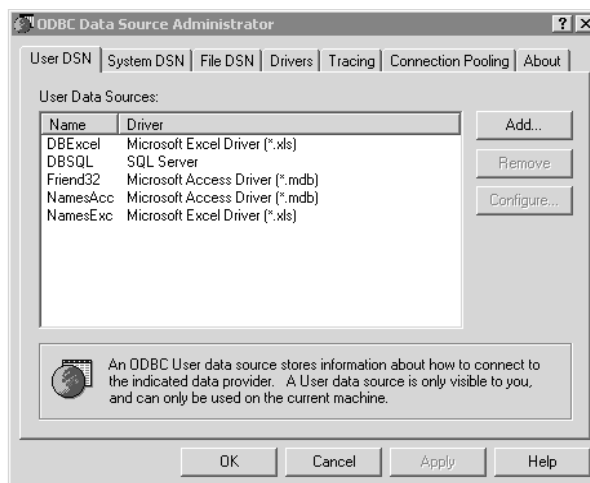 ODBC Data Source Administrator
User DSN System DSN File DSN Drivers Tracing Connection Pooling About
User Data Sources:
Name Driver
DBExcel Microsoft Excel Driver (*.xls)
DBSQL SQL Server
Friend32 Microsoft Access Driver (*.mdb)
NamesAcc Microsoft Access Driver (*.mdb)
NamesExc Microsoft Excel Driver (*.xls)
Add...
Remove
Configure...
An ODBC User data source stores information about how to connect to
the indicated data provider. A User data source is only visible to you,
and can only be used on the current machine.
OK Cancel Apply Help